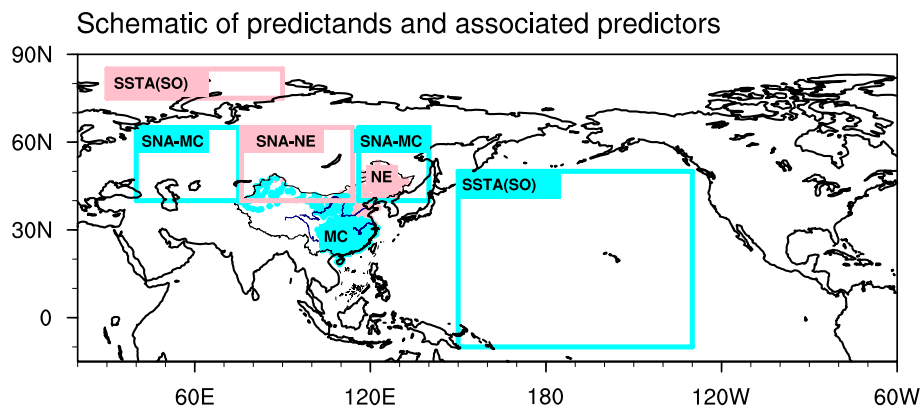 Schematic of predictands and associated predictors
90N
SSTA(SO)
60N
SNA-MC SNA-NE SNA-MC
NE
SSTA(SO)
30N
MC
0
60E 120E 180 120W 60W